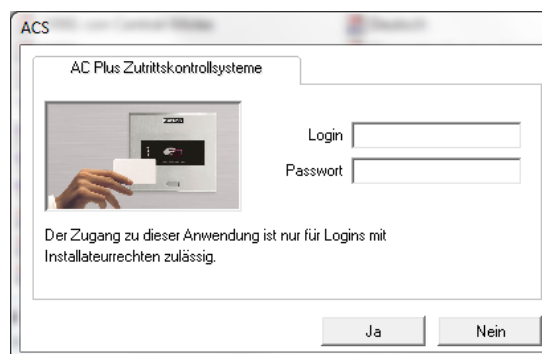 ACS
AC Plus Zutrittskontrollsysteme
Login
Passwort
Der Zugang zu dieser Anwendung ist nur für Logins mit
Installateurrechten zulässig.
Ja
Nein